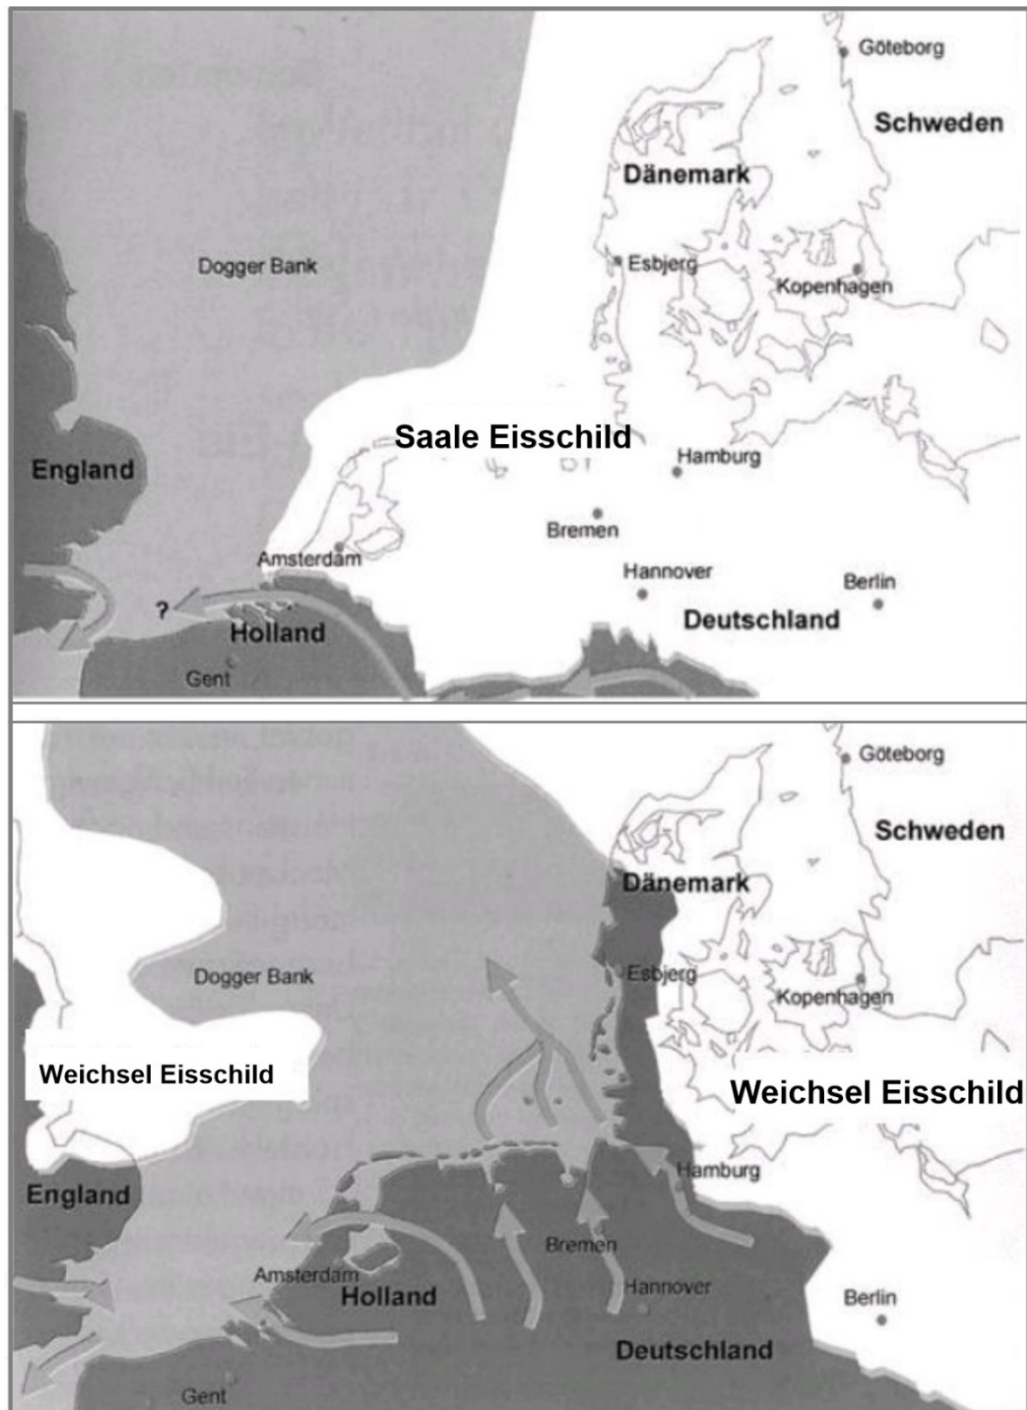 Göteborg
Schweden
Dänemark
Dogger Bank
Esbjerg
Kopenhagen
Saale Eisschild
Hamburg
England
Bremen
Amsterdam
Hannover
Berlin
?
Holland
Deutschland
Gent
Göteborg
Schweden
Dänemark
Dogger Bank
Esbjerg
Kopenhagen
Weichsel Eisschild
Weichsel Eisschild
Hamburg
England
Bremen
Amsterdam
Hannover
Holland
Berlin
Deutschland
Gent